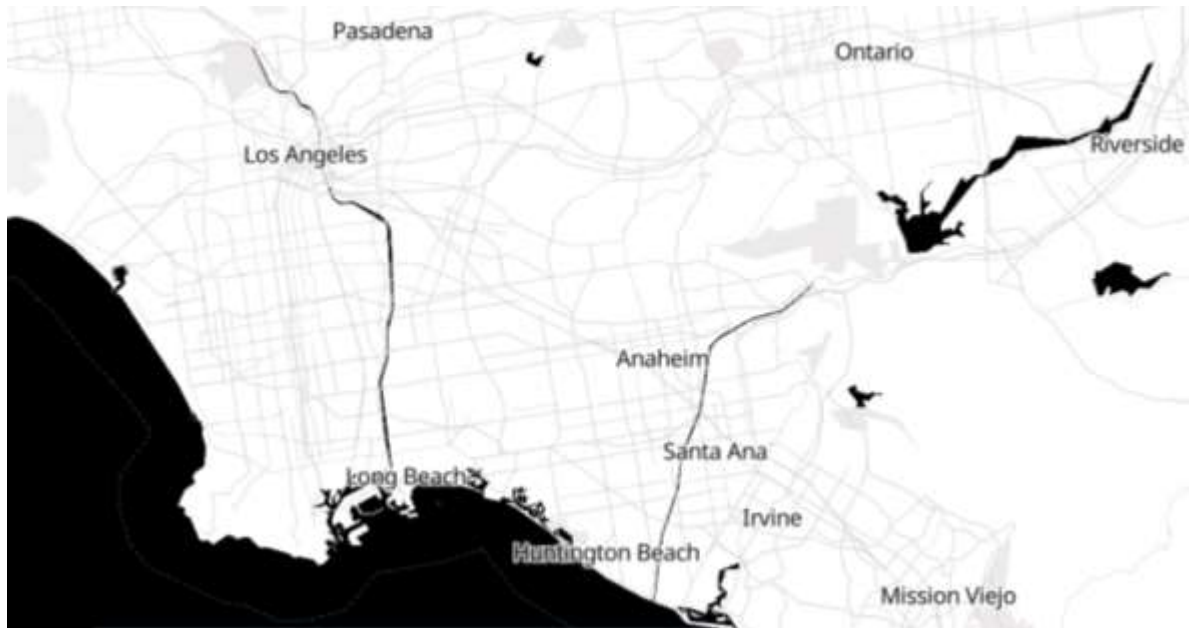 Pasadena
Ontario
Los Angeles
Riverside
Anaheim
Santa Ana
Long Beach
Irvine
Huntington Beach
Mission Viejo